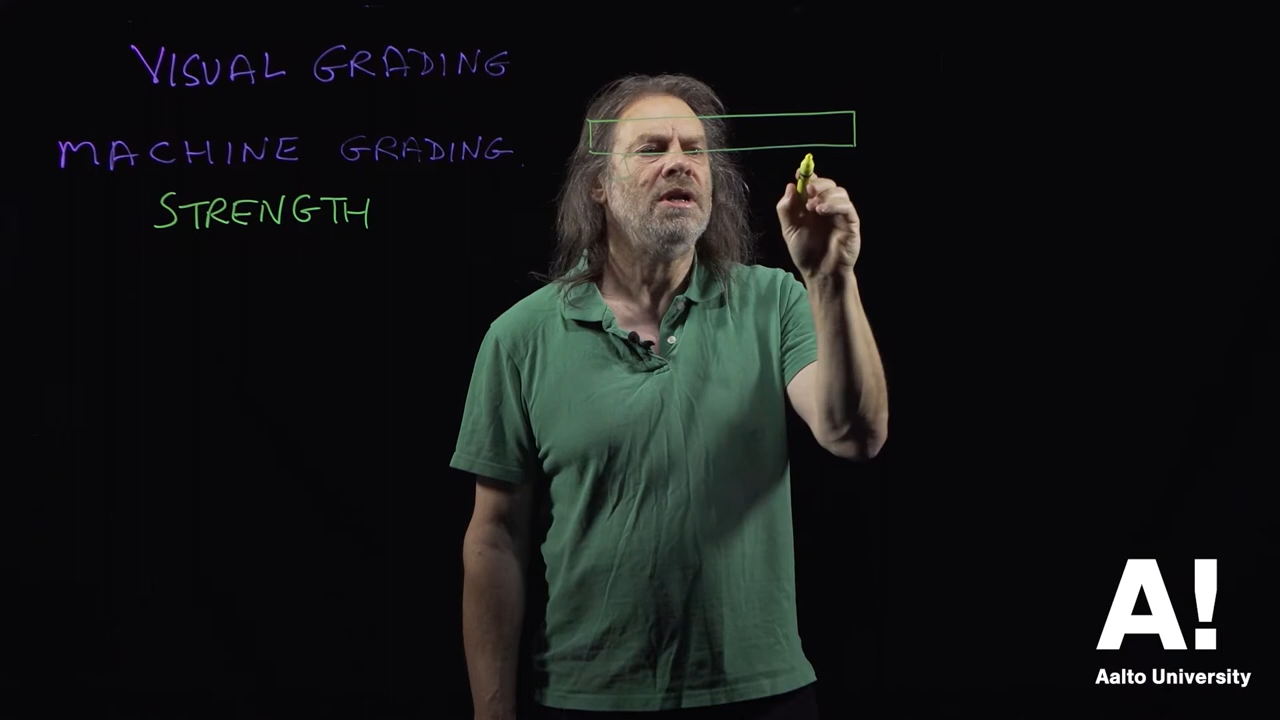 VISUAL GRADING
MACHINE GRADING.
STRENGTH
A!
Aalto University